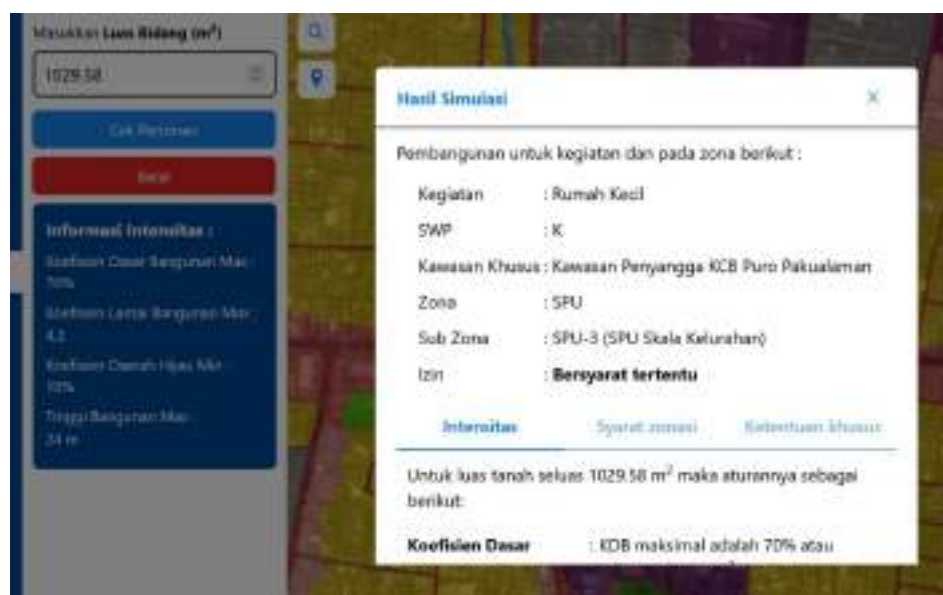 Masukkan Luas Bidang (m²)
1029.58
Cek Perizinan
Batal
Informasi Intensitas :
Koefisien Dasar Bangunan Max :
70%
Koefisien Lantai Bangunan Max :
4.2
Koefisien Daerah Hijau Min :
10%
Tinggi Bangunan Max :
24 m
Hasil Simulasi
X
Pembangunan untuk kegiatan dan pada zona berikut :
Kegiatan : Rumah Kecil
SWP : K
Kawasan Khusus : Kawasan Penyangga KCB Puro Pakualaman
Zona : SPU
Sub Zona : SPU-3 (SPU Skala Kelurahan)
Izin : Bersyarat tertentu
Intensitas Syarat zonasi Ketentuan khusus
Untuk luas tanah seluas 1029.58 m² maka aturannya sebagai
berikut:
Koefisien Dasar : KDB maksimal adalah 70% atau